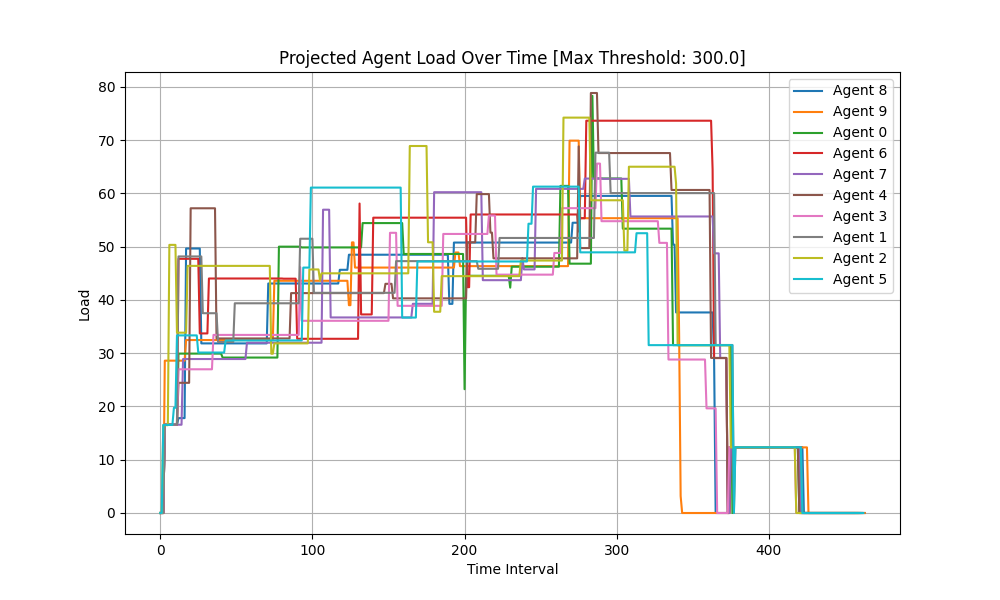 Projected Agent Load Over Time [Max Threshold: 300.0]
Load
80
70
60
50
40
30
20
10
0
0 100 200 300 400
Time Interval
Agent 8
Agent 9
Agent 0
Agent 6
Agent 7
Agent 4
Agent 3
Agent 1
Agent 2
Agent 5